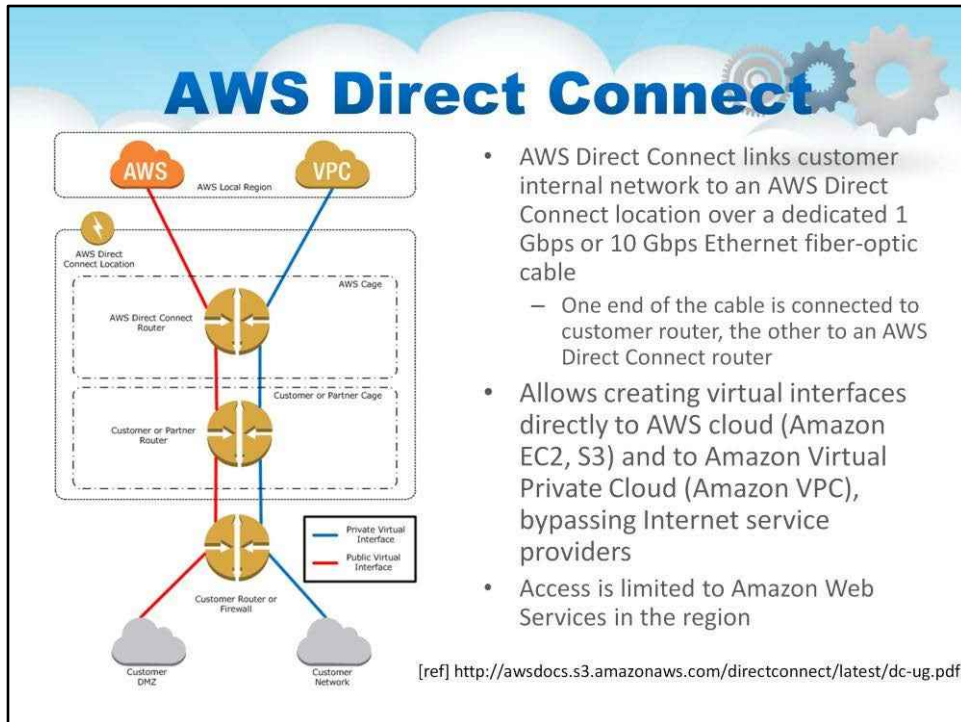 AWS Direct Connect
AWS
VPC
AWS Local Region
AWS Direct
Connect Location
AWS Cage
AWS Direct Connect
Router
Customer or Partner Cage
Customer or Partner
Router
Private Virtual
Interface
Public Virtual
Interface
Customer Router or
Firewall
Customer
DMZ
Customer
Network
• AWS Direct Connect links customer
internal network to an AWS Direct
Connect location over a dedicated 1
Gbps or 10 Gbps Ethernet fiber-optic
cable
– One end of the cable is connected to
customer router, the other to an AWS
Direct Connect router
• Allows creating virtual interfaces
directly to AWS cloud (Amazon
EC2, S3) and to Amazon Virtual
Private Cloud (Amazon VPC),
bypassing Internet service
providers
• Access is limited to Amazon Web
Services in the region
[ref] http://awsdocs.s3.amazonaws.com/directconnect/latest/dc-ug.pdf